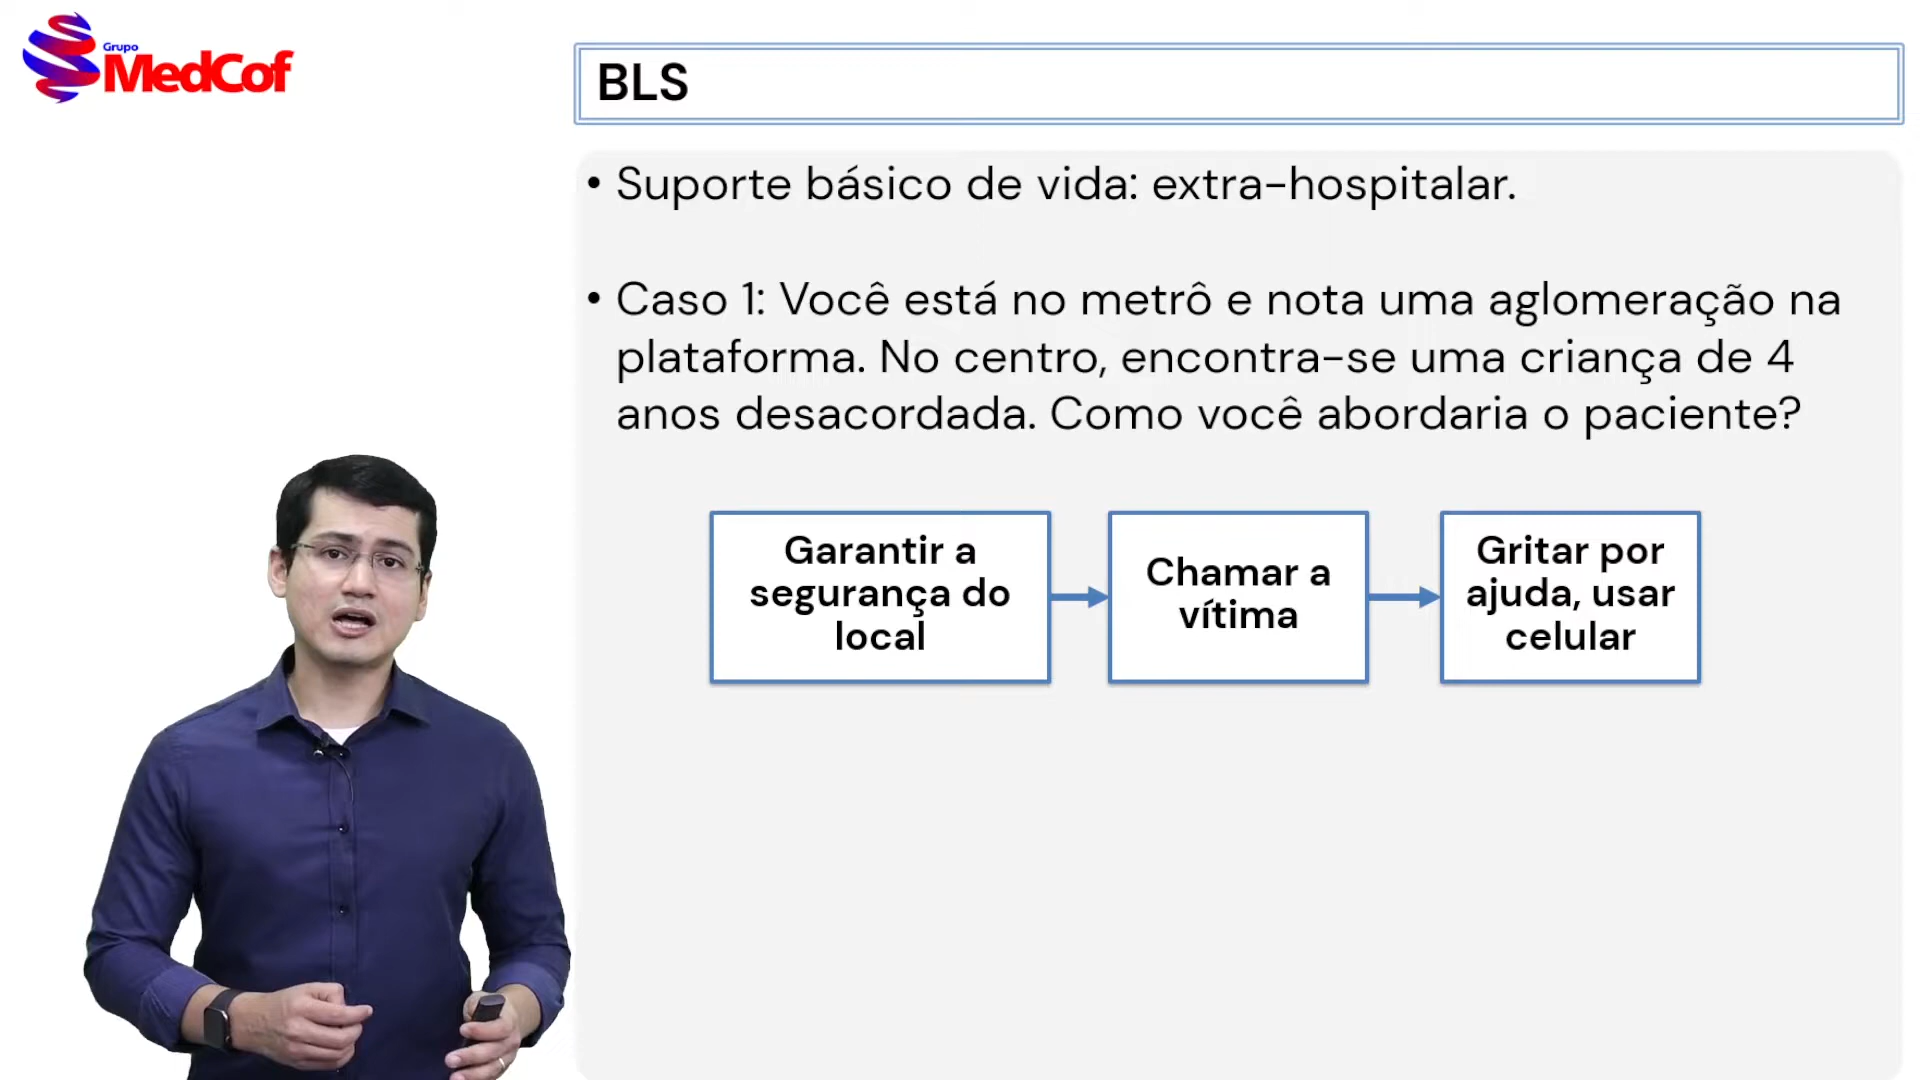 Grupo
MedCof
BLS
• Suporte básico de vida: extra-hospitalar.
• Caso 1: Você está no metrô e nota uma aglomeração na
plataforma. No centro, encontra-se uma criança de 4
anos desacordada. Como você abordaria o paciente?
Garantir a
segurança do
local
Chamar a
vítima
Gritar por
ajuda, usar
celular